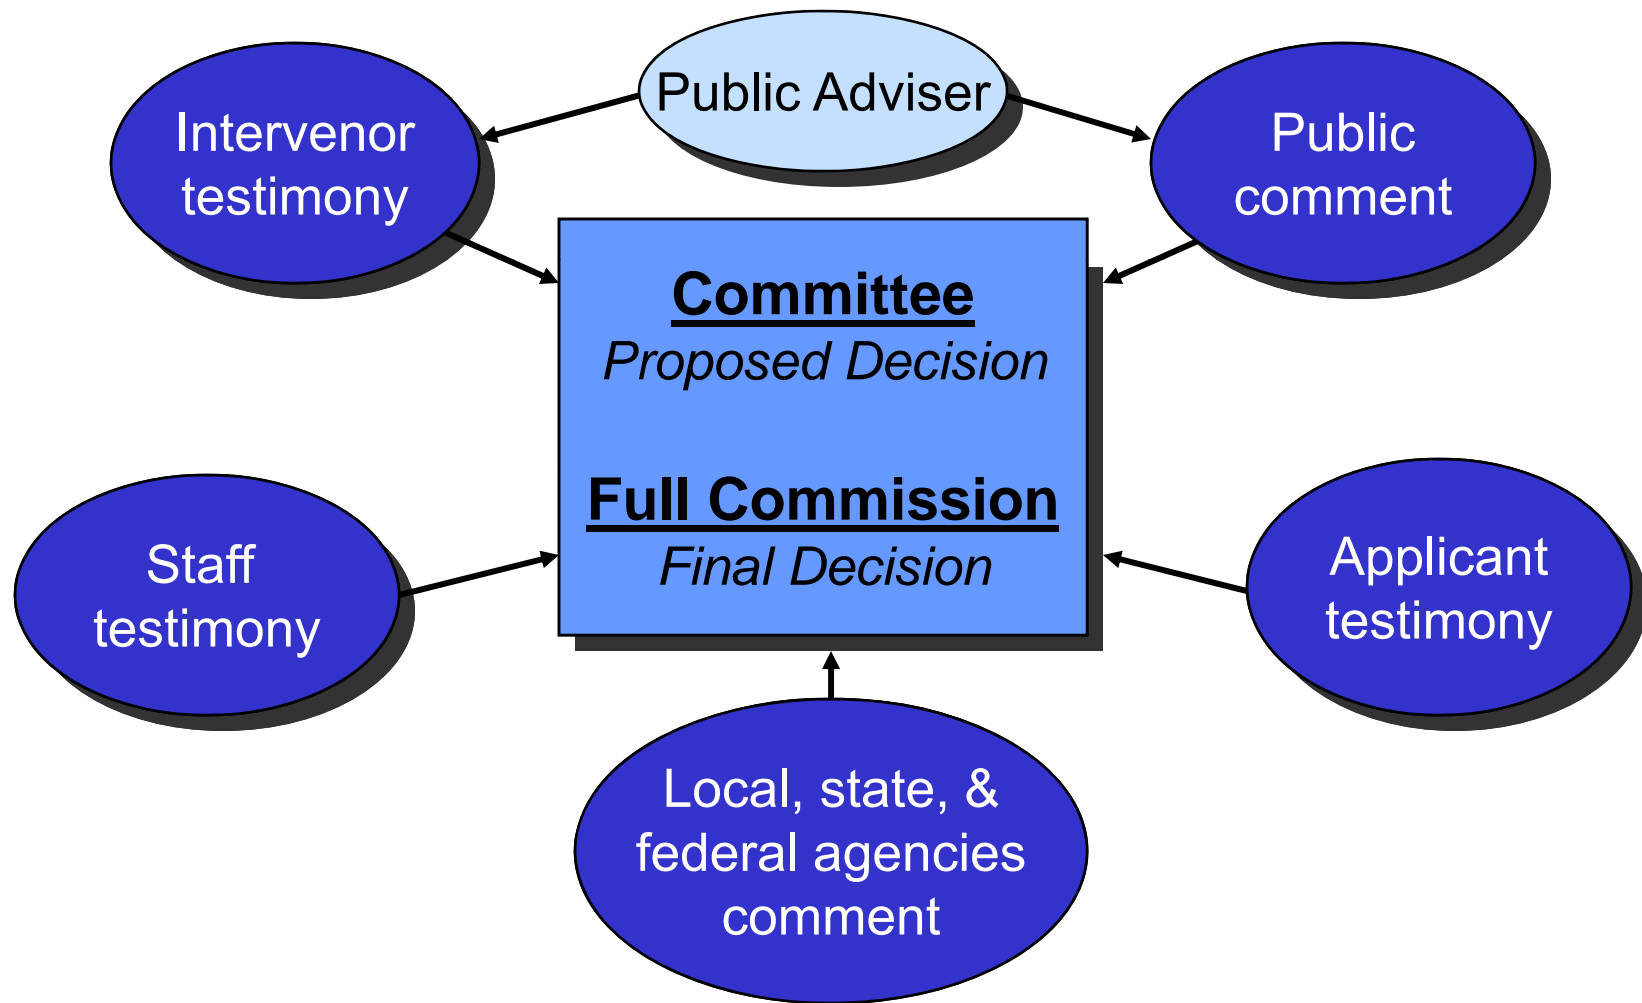 Public Adviser
Intervenor
testimony
Public
comment
Committee
Proposed Decision
Full Commission
Final Decision
Staff
testimony
Applicant
testimony
Local, state, &
federal agencies
comment